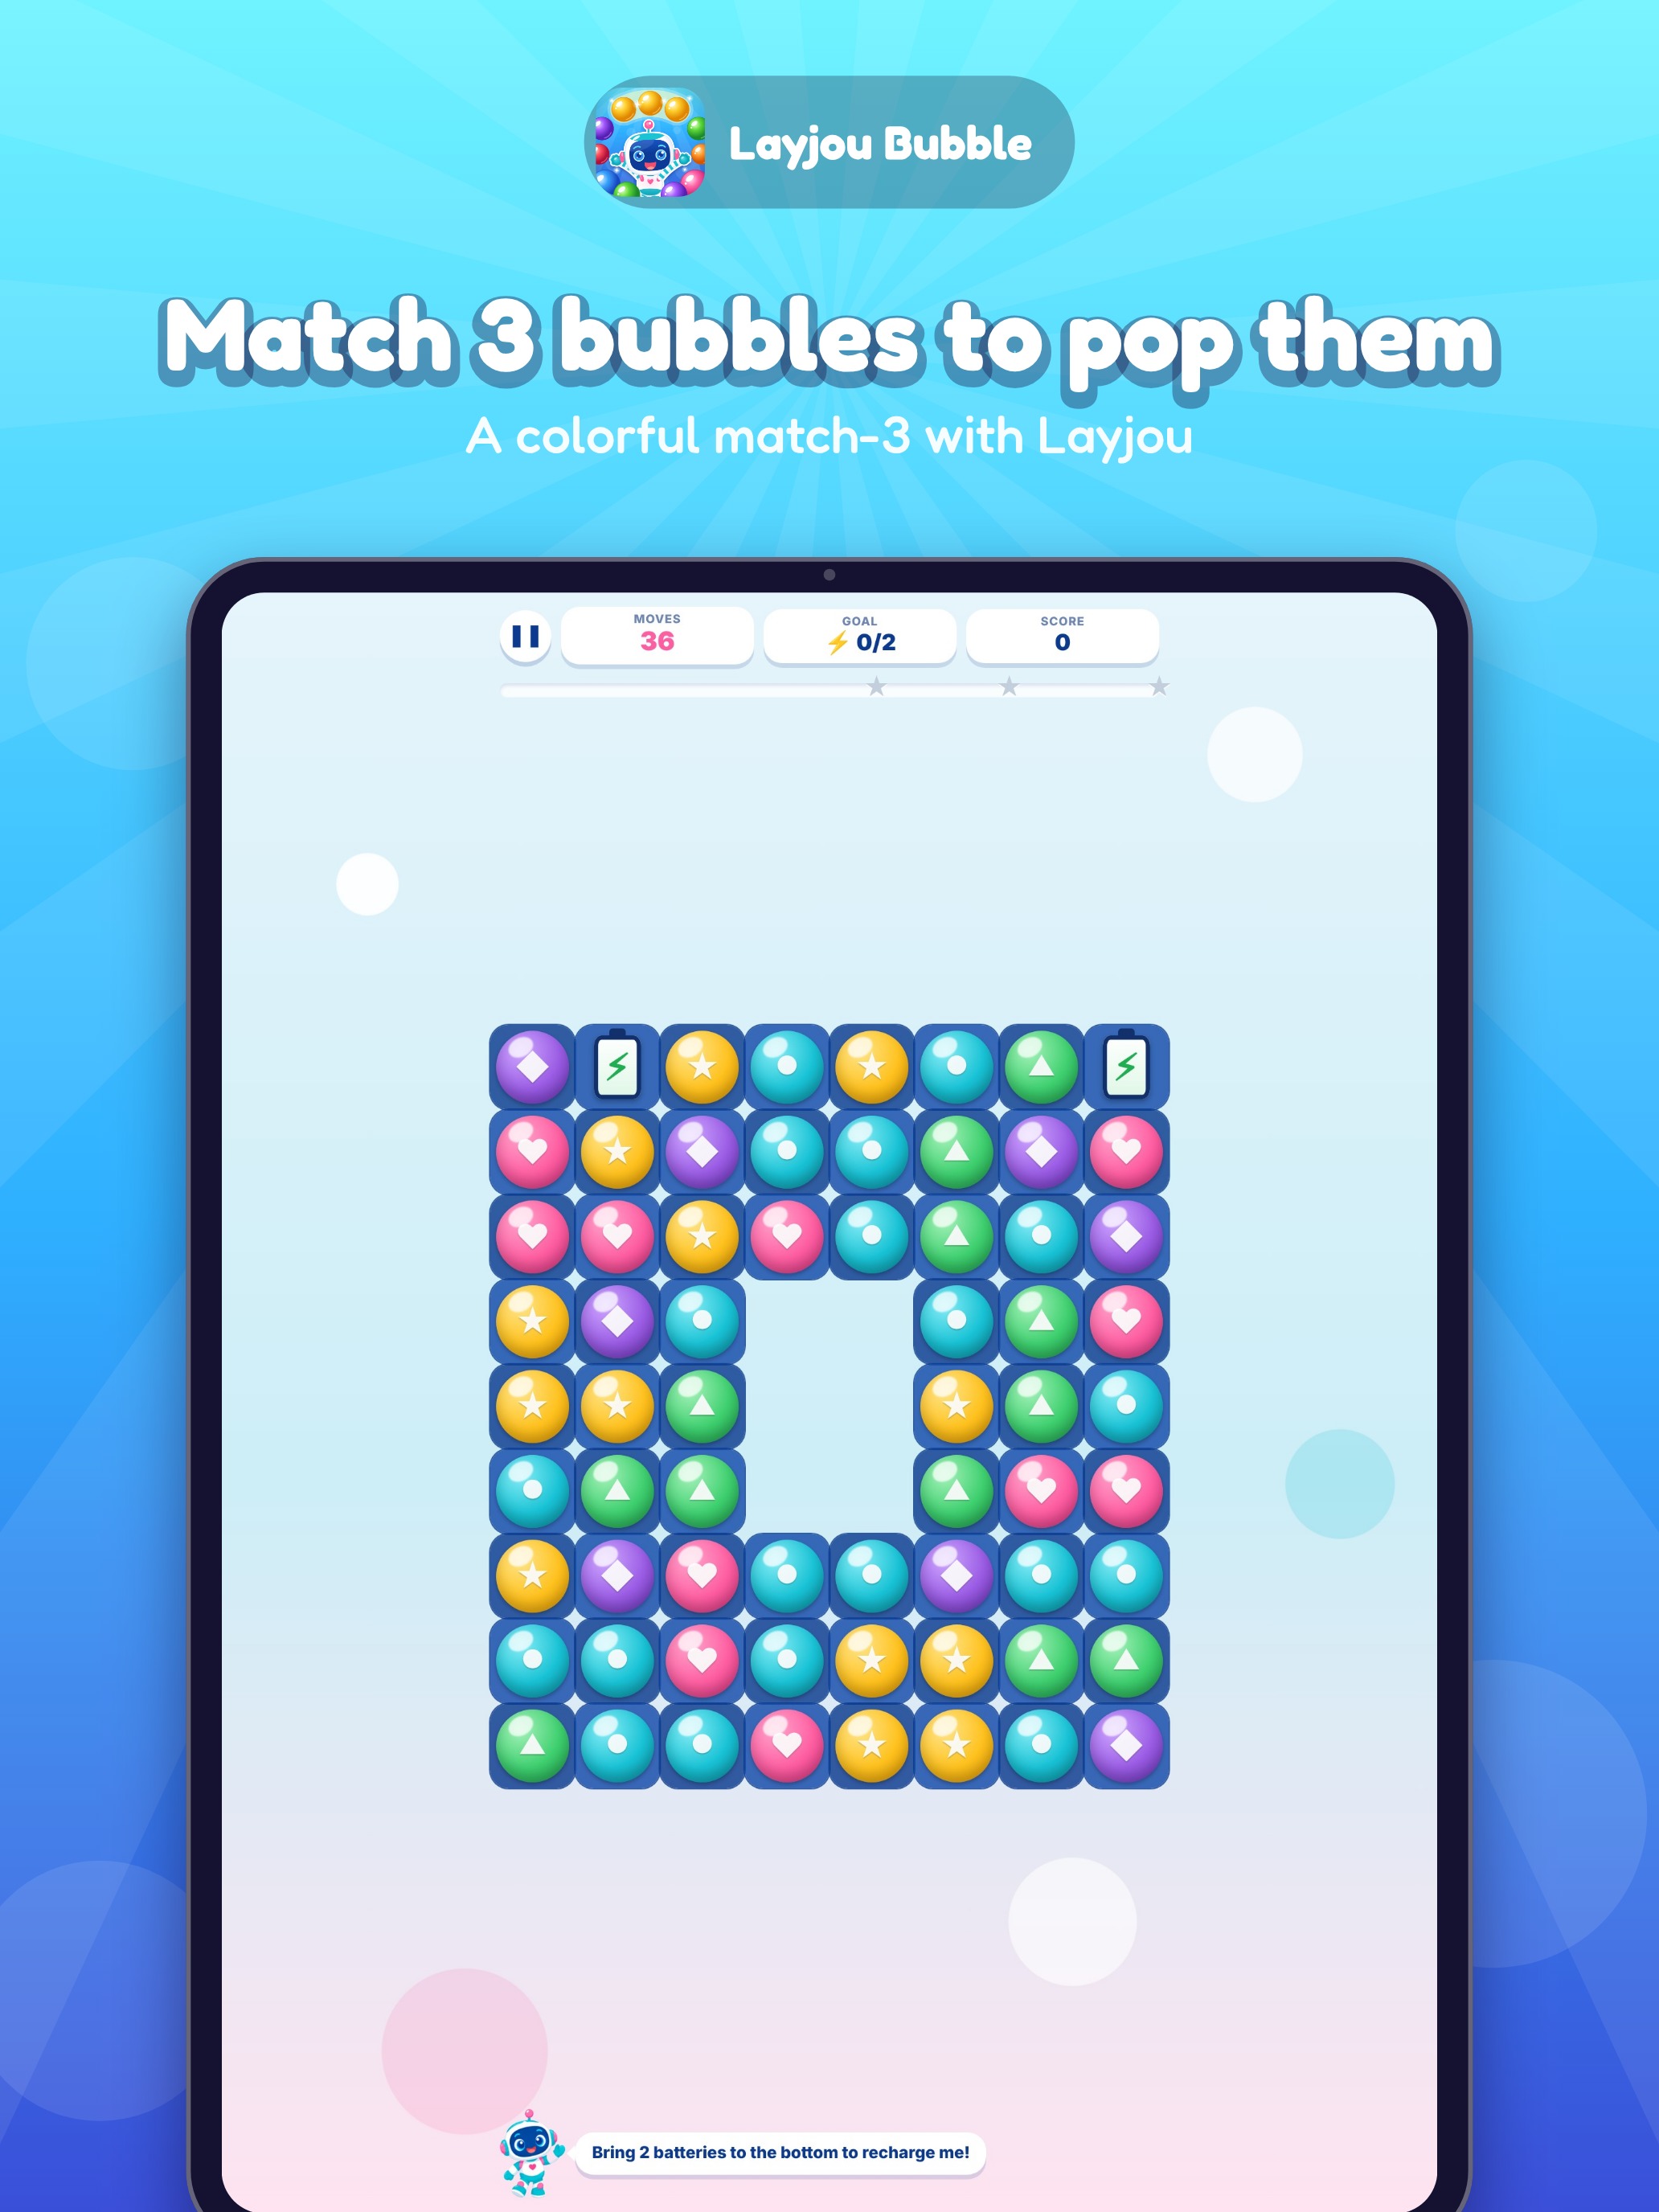 Layjou Bubble
Match 3 bubbles to pop them
A colorful match-3 with Layjou
MOVES
36
GOAL
⚡ 0/2
SCORE
0
Bring 2 batteries to the bottom to recharge me!